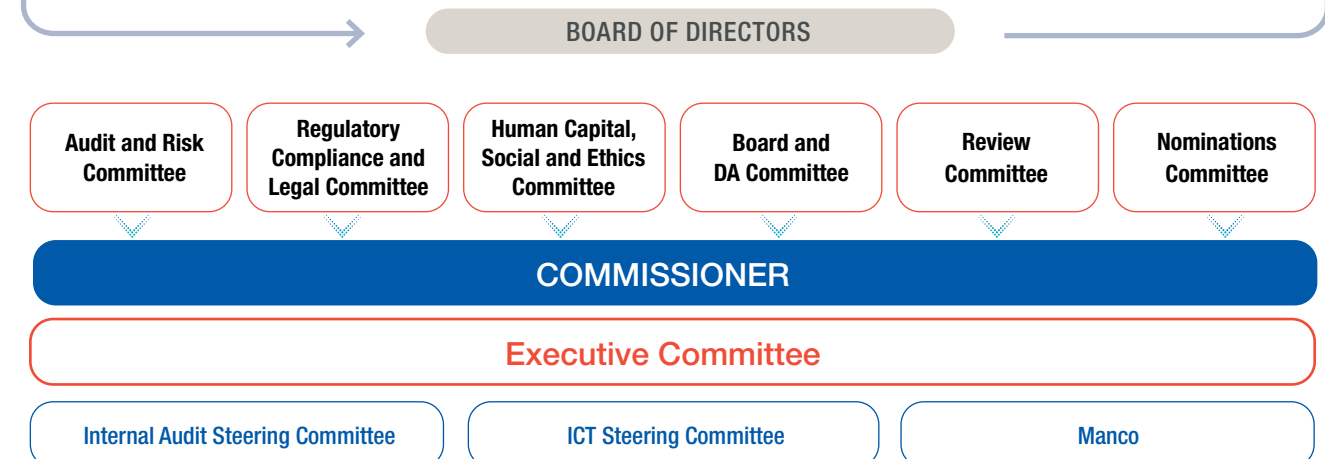 BOARD OF DIRECTORS
Audit and Risk
Committee
Regulatory
Compliance and
Legal Committee
Human Capital,
Social and Ethics
Committee
Board and
DA Committee
Review
Committee
Nominations
Committee
COMMISSIONER
Executive Committee
Internal Audit Steering Committee
ICT Steering Committee
Manco